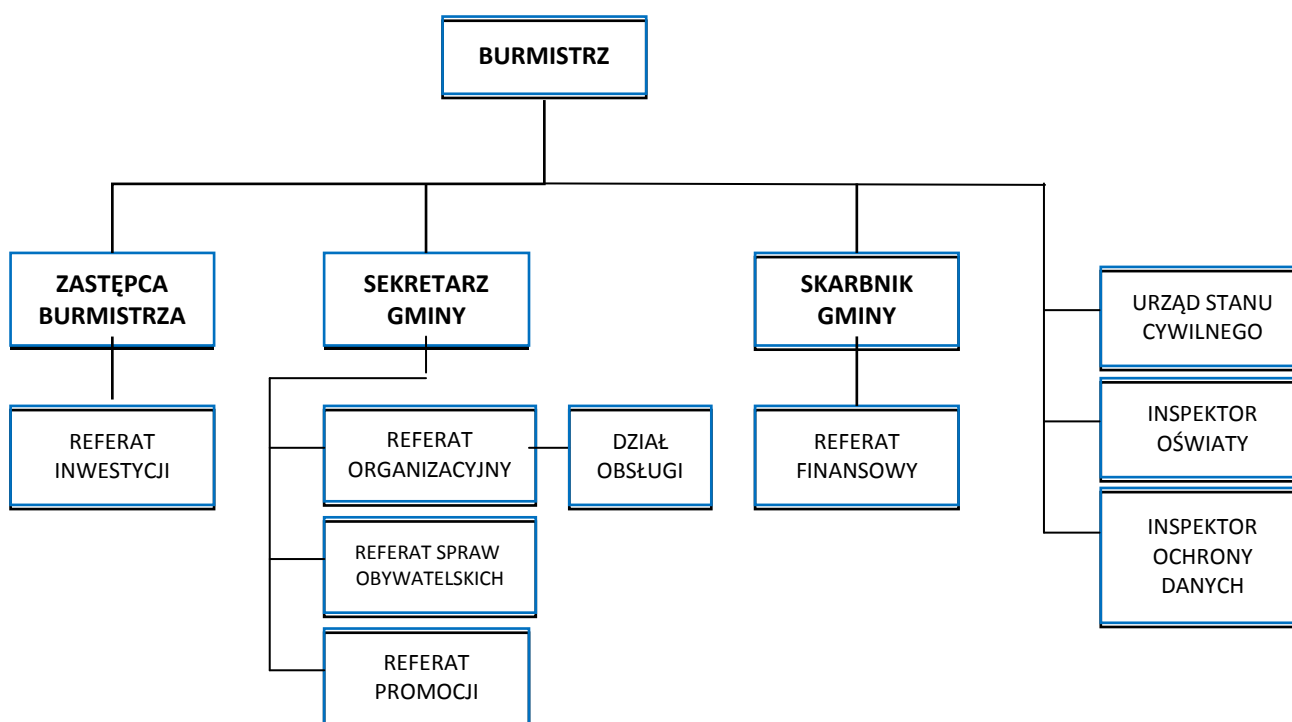 BURMISTRZ
ZASTĘPCA
BURMISTRZA
SEKRETARZ
GMINY
SKARBNIK
GMINY
URZĄD STANU
CYWILNEGO
REFERAT
INWESTYCJI
REFERAT
ORGANIZACYJNY
DZIAŁ
OBSŁUGI
REFERAT
FINANSOWY
INSPEKTOR
OŚWIATY
REFERAT SPRAW
OBYWATELSKICH
INSPEKTOR
OCHRONY
DANYCH
REFERAT
PROMOCJI